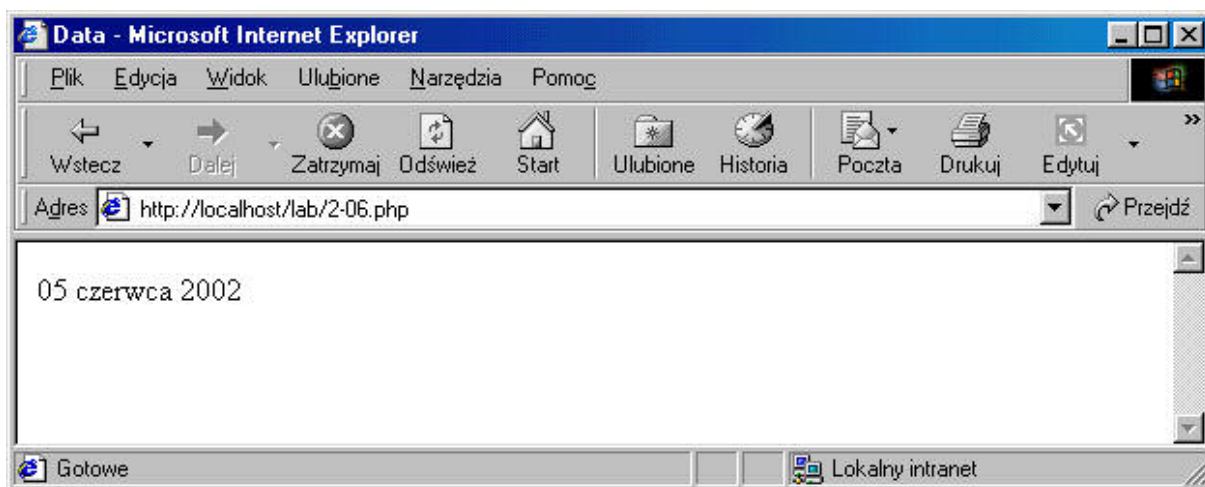 Data - Microsoft Internet Explorer
Plik Edycja Widok Ulubione Narzędzia Pomoc
Wstecz Dalej Zatrzymaj Odśwież Start Ulubione Historia Poczta Drukuj Edytuj »
Adres http://localhost/lab/2-06.php Przejdź
05 czerwca 2002
Gotowe Lokalny intranet